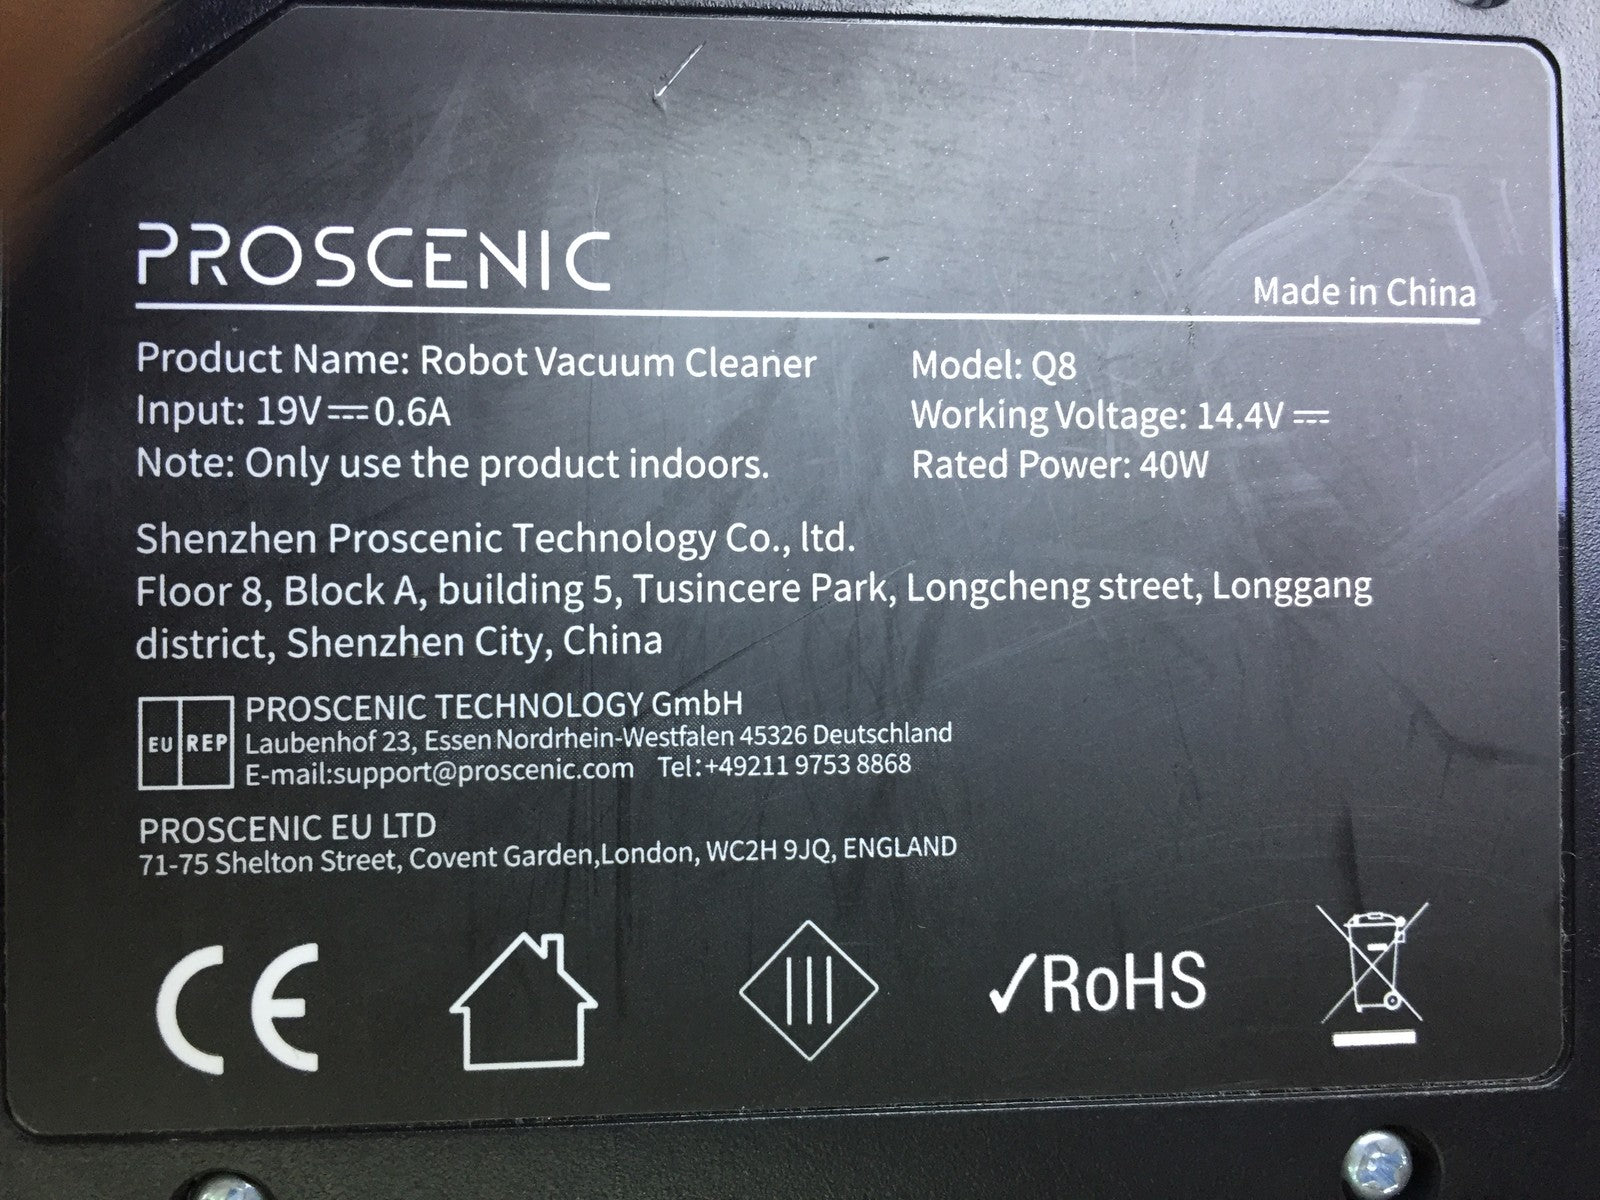 PROSCENIC
Made in China
Product Name: Robot Vacuum Cleaner
Model: Q8
Input: 19V⎓0.6A
Working Voltage: 14.4V⎓
Note: Only use the product indoors.
Rated Power: 40W
Shenzhen Proscenic Technology Co., ltd.
Floor 8, Block A, building 5, Tusincere Park, Longcheng street, Longgang
district, Shenzhen City, China
EU REP
PROSCENIC TECHNOLOGY GmbH
Laubenhof 23, Essen Nordrhein-Westfalen 45326 Deutschland
E-mail:support@proscenic.com Tel:+49211 9753 8868
PROSCENIC EU LTD
71-75 Shelton Street, Covent Garden,London, WC2H 9JQ, ENGLAND
CE
III
✓RoHS